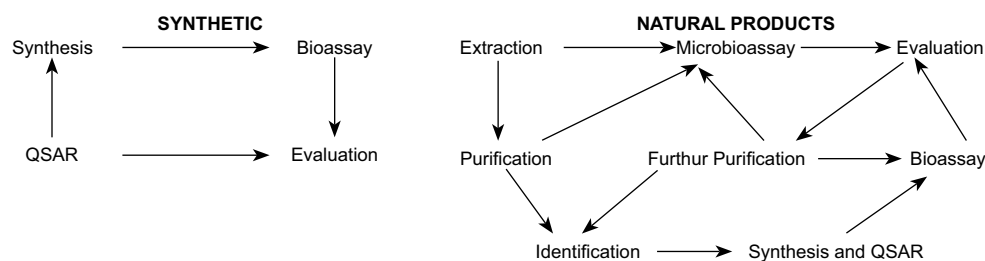 SYNTHETIC
Synthesis
Bioassay
QSAR
Evaluation
NATURAL PRODUCTS
Extraction
Microbioassay
Evaluation
Purification
Furthur Purification
Bioassay
Identification
Synthesis and QSAR